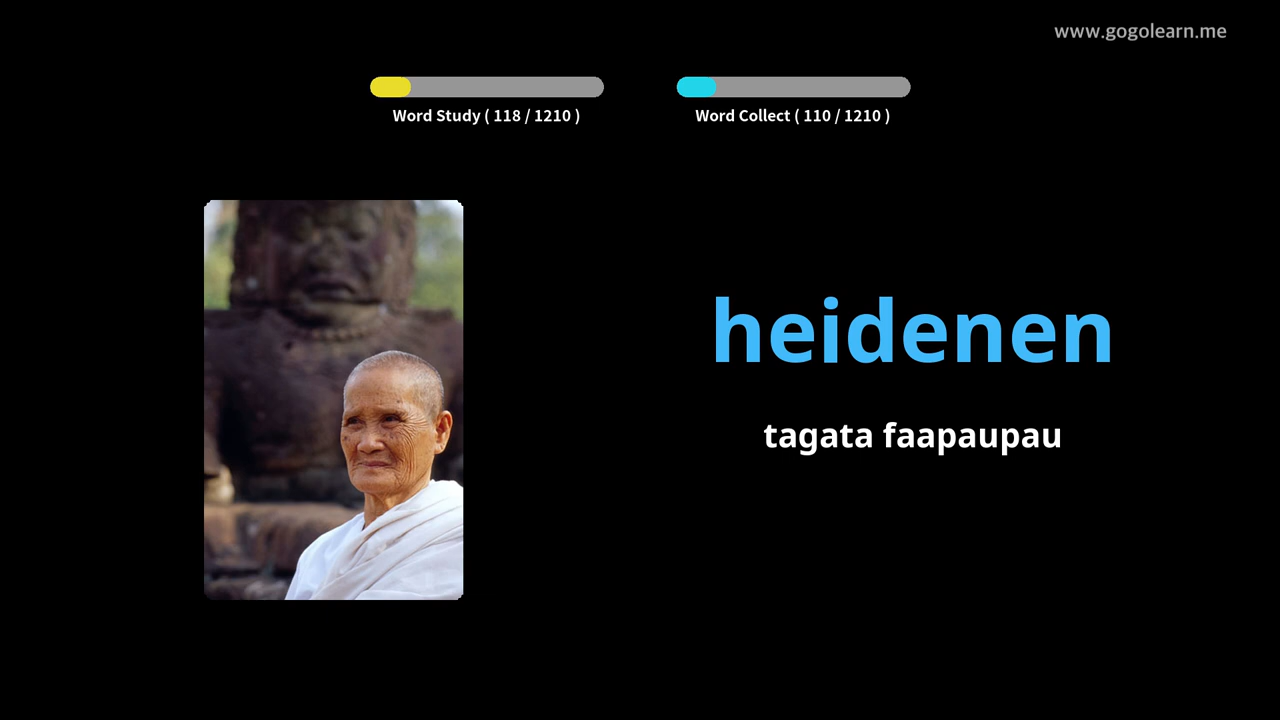 www.gogolearn.me
Word Study ( 118 / 1210 )
Word Collect ( 110 / 1210 )
heidenen
tagata faapaupau